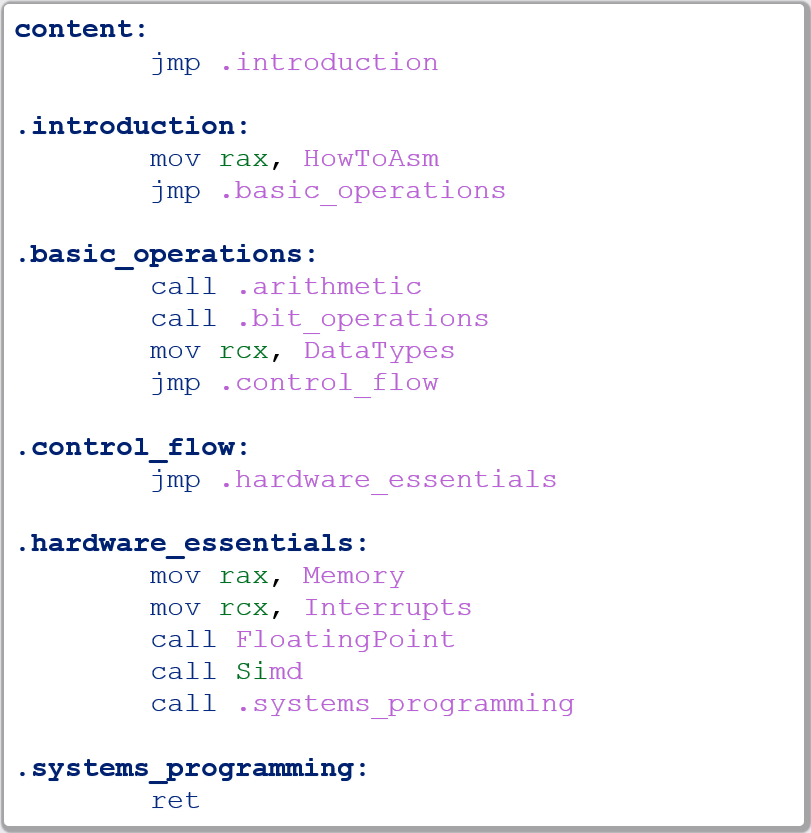 content:
        jmp .introduction

.introduction:
        mov rax, HowToAsm
        jmp .basic_operations

.basic_operations:
        call .arithmetic
        call .bit_operations
        mov rcx, DataTypes
        jmp .control_flow

.control_flow:
        jmp .hardware_essentials

.hardware_essentials:
        mov rax, Memory
        mov rcx, Interrupts
        call FloatingPoint
        call Simd
        call .systems_programming

.systems_programming:
        ret